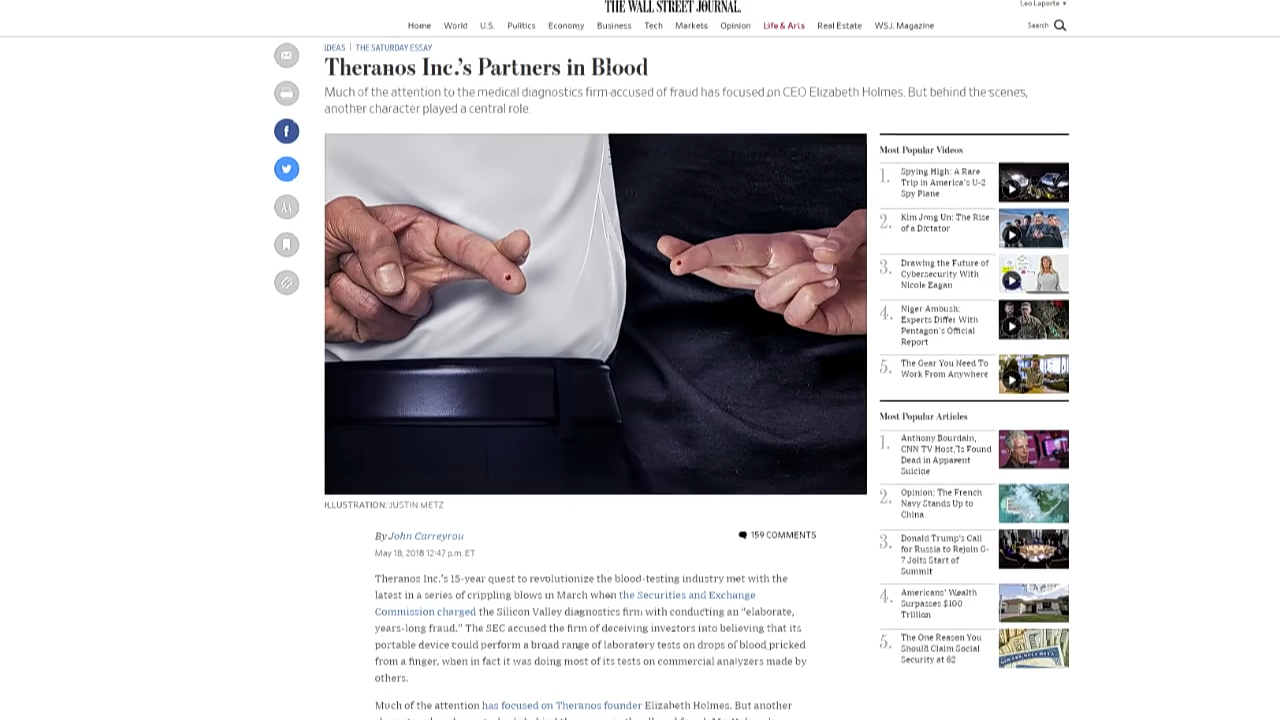 THE WALL STREET JOURNAL.
Leo Laporte
Home World U.S. Politics Economy Business Tech Markets Opinion Life & Arts Real Estate WSJ. Magazine
Search
IDEAS | THE SATURDAY ESSAY
Theranos Inc.'s Partners in Blood
Much of the attention to the medical diagnostics firm accused of fraud has focused on CEO Elizabeth Holmes. But behind the scenes,
another character played a central role.
ILLUSTRATION: JUSTIN METZ
By John Carreyrou
May 18, 2018 12:47 p.m. ET
159 COMMENTS
Theranos Inc.'s 15-year quest to revolutionize the blood-testing industry met with the
latest in a series of crippling blows in March when the Securities and Exchange
Commission charged the Silicon Valley diagnostics firm with conducting an "elaborate,
years-long fraud." The SEC accused the firm of deceiving investors into believing that its
portable device could perform a broad range of laboratory tests on drops of blood pricked
from a finger, when in fact it was doing most of its tests on commercial analyzers made by
others.
Much of the attention has focused on Theranos founder Elizabeth Holmes. But another
Most Popular Videos
1. Spying High: A Rare
Trip in America's U-2
Spy Plane
2. Kim Jong Un: The Rise
of a Dictator
3. Drawing the Future of
Cybersecurity With
Nicole Eagan
4. Niger Ambush:
Experts Differ With
Pentagon's Official
Report
5. The Gear You Need To
Work From Anywhere
Most Popular Articles
1. Anthony Bourdain,
CNN TV Host, Is Found
Dead in Apparent
Suicide
2. Opinion: The French
Navy Stands Up to
China
3. Donald Trump's Call
for Russia to Rejoin G-
7 Jolts Start of
Summit
4. Americans' Wealth
Surpasses $100
Trillion
5. The One Reason You
Should Claim Social
Security at 62